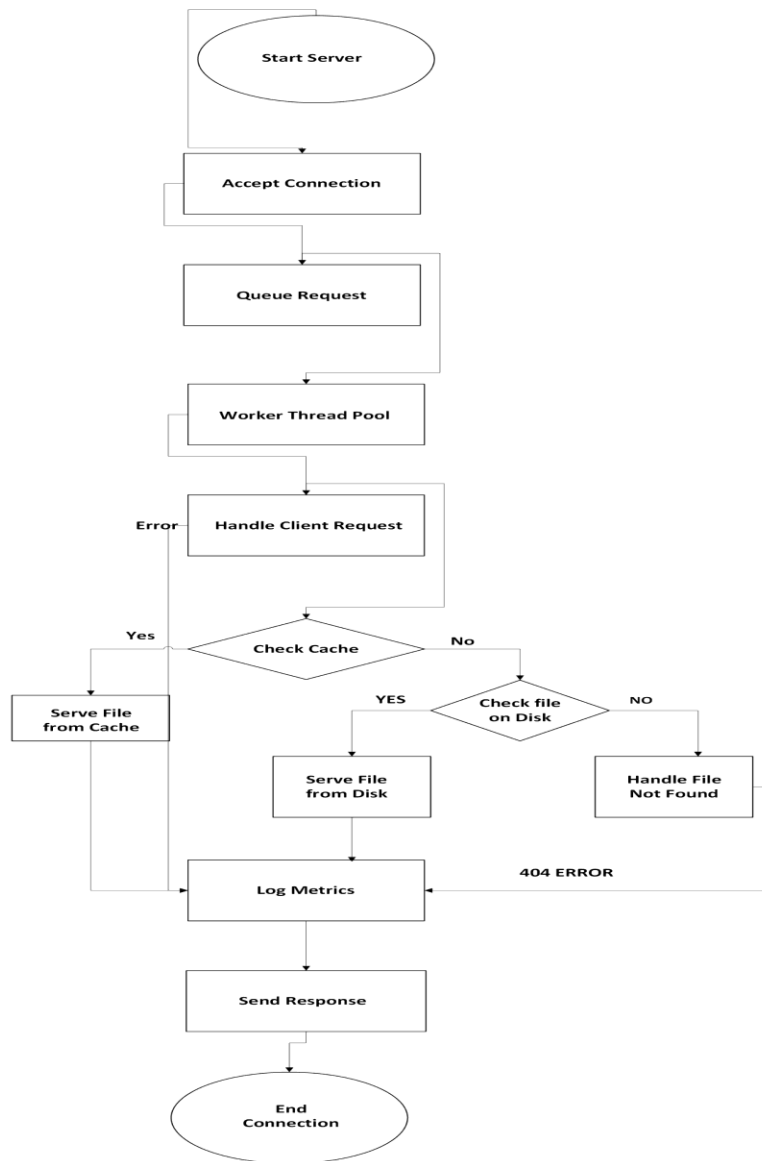 Start Server
Accept Connection
Queue Request
Worker Thread Pool
Error
Handle Client Request
Yes
Check Cache
No
Serve File
from Cache
YES
Check file
on Disk
NO
Serve File
from Disk
Handle File
Not Found
Log Metrics
404 ERROR
Send Response
End
Connection